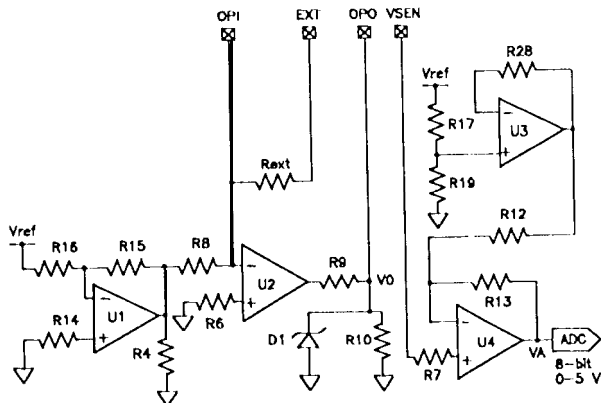 OPI EXT OPO VSEN
R28
Vref
R17
U3
R19
Rext
R12
Vref
R16 R15 R8 R9 VO
R13
U2
U1
R14 R6 R4
D1 R10
U4
R7 VA ADC
8-bit
0-5 V